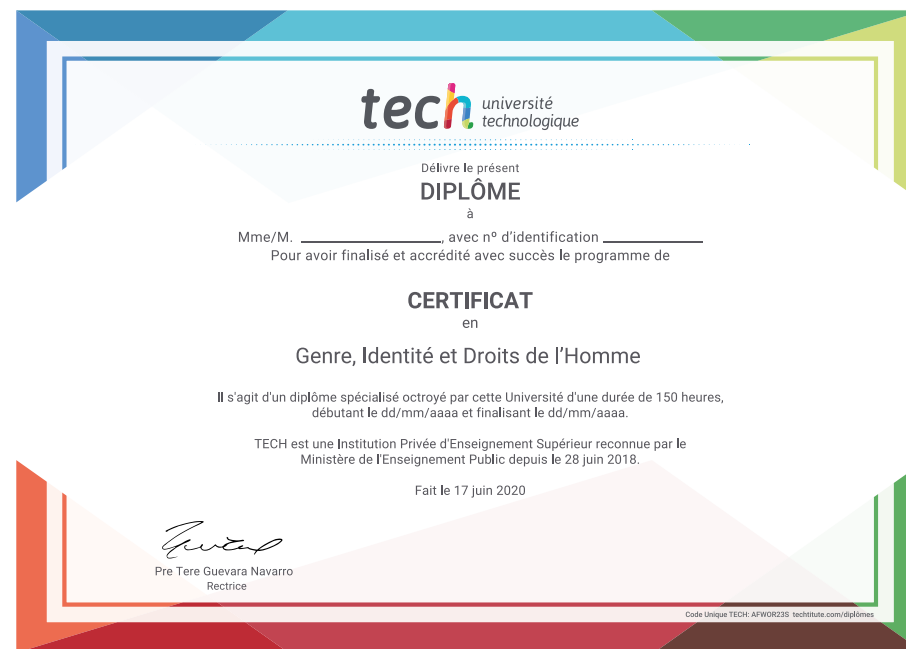 tech université
technologique
Délivre le présent
DIPLÔME
à
Mme/M. ____________________, avec nº d'identification ______________
Pour avoir finalisé et accrédité avec succès le programme de
CERTIFICAT
en
Genre, Identité et Droits de l'Homme
Il s'agit d'un diplôme spécialisé octroyé par cette Université d'une durée de 150 heures,
débutant le dd/mm/aaaa et finalisant le dd/mm/aaaa.
TECH est une Institution Privée d'Enseignement Supérieur reconnue par le
Ministère de l'Enseignement Public depuis le 28 juin 2018.
Fait le 17 juin 2020
Pre Tere Guevara Navarro
Rectrice
Code Unique TECH: AFWOR23S techtitute.com/diplômes